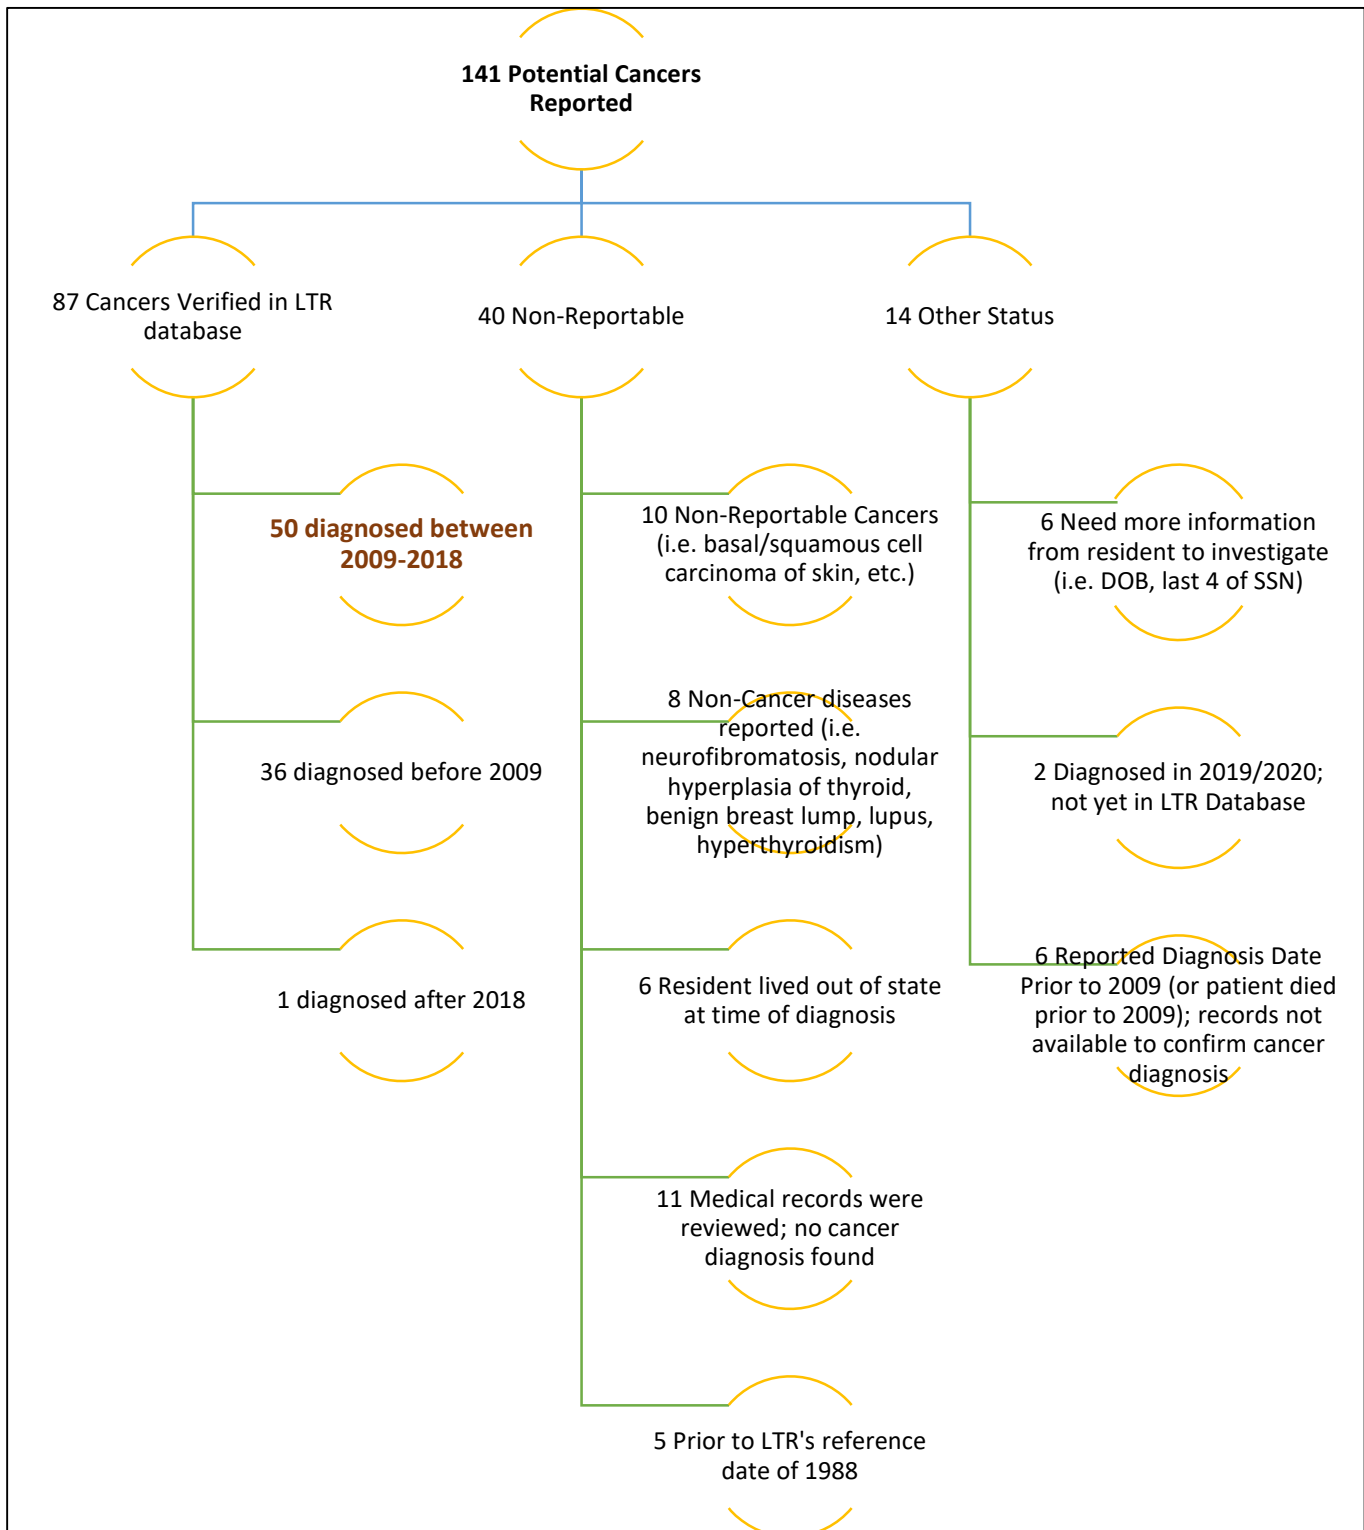 141 Potential Cancers
Reported
87 Cancers Verified in LTR
database
40 Non-Reportable
14 Other Status
50 diagnosed between
2009-2018
36 diagnosed before 2009
1 diagnosed after 2018
10 Non-Reportable Cancers
(i.e. basal/squamous cell
carcinoma of skin, etc.)
8 Non-Cancer diseases
reported (i.e.
neurofibromatosis, nodular
hyperplasia of thyroid,
benign breast lump, lupus,
hyperthyroidism)
6 Resident lived out of state
at time of diagnosis
11 Medical records were
reviewed; no cancer
diagnosis found
5 Prior to LTR's reference
date of 1988
6 Need more information
from resident to investigate
(i.e. DOB, last 4 of SSN)
2 Diagnosed in 2019/2020;
not yet in LTR Database
6 Reported Diagnosis Date
Prior to 2009 (or patient died
prior to 2009); records not
available to confirm cancer
diagnosis